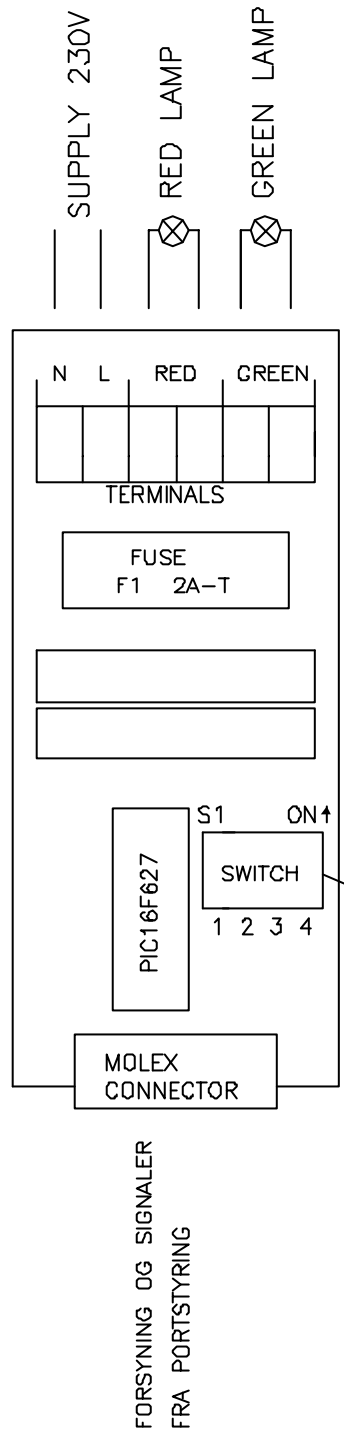 SUPPLY 230V
RED LAMP
GREEN LAMP
N L RED GREEN
TERMINALS
FUSE
F1 2A-T
S1 ON
PIC16F627
SWITCH
1 2 3 4
MOLEX
CONNECTOR
FORSYNING OG SIGNALER
FRA PORTSTYRING